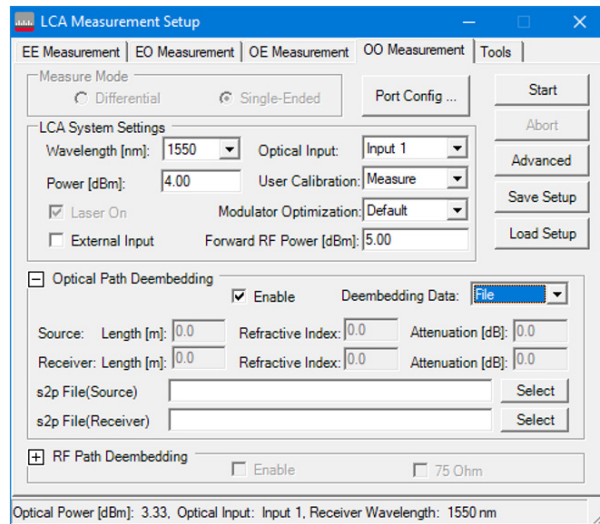 LCA Measurement Setup
EE Measurement EO Measurement OE Measurement OO Measurement Tools
Measure Mode
Differential Single-Ended
Port Config ...
Start
LCA System Settings
Abort
Wavelength [nm]: 1550 Optical Input: Input 1
Advanced
Power [dBm]: 4.00 User Calibration: Measure
Laser On Modulator Optimization: Default
Save Setup
External Input Forward RF Power [dBm]: 5.00
Load Setup
Optical Path Deembedding
Enable Deembedding Data: File
Source: Length [m]: 0.0 Refractive Index: 0.0 Attenuation [dB]: 0.0
Receiver: Length [m]: 0.0 Refractive Index: 0.0 Attenuation [dB]: 0.0
s2p File(Source) Select
s2p File(Receiver) Select
RF Path Deembedding
Enable 75 Ohm
Optical Power [dBm]: 3.33, Optical Input: Input 1, Receiver Wavelength: 1550 nm